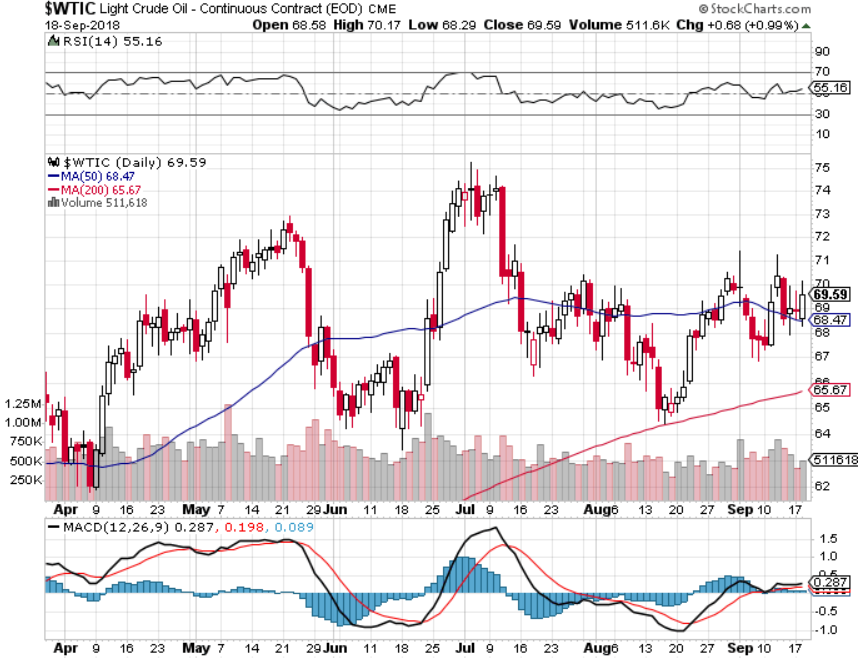 $WTIC Light Crude Oil - Continuous Contract (EOD) CME © StockCharts.com
18-Sep-2018 Open 68.58 High 70.17 Low 68.29 Close 69.59 Volume 511.6K Chg +0.68 (+0.99%)
RSI(14) 55.16
90
70
55.16
30
10
$WTIC (Daily) 69.59
MA(50) 68.47
MA(200) 65.67
Volume 511,618
75
74
73
72
71
70
69.59
69
68.47
68
67
66
65.67
65
64
62
1.25M
1.00M
750K
500K
250K
511618
Apr 9 16 23 May 7 14 21 29 Jun 11 18 25 Jul 9 16 23 Aug 6 13 20 27 Sep 10 17
MACD(12,26,9) 0.287, 0.198, 0.089
1.5
1.0
0.5
0.287
-0.5
-1.0
Apr 9 16 23 May 7 14 21 29 Jun 11 18 25 Jul 9 16 23 Aug 6 13 20 27 Sep 10 17